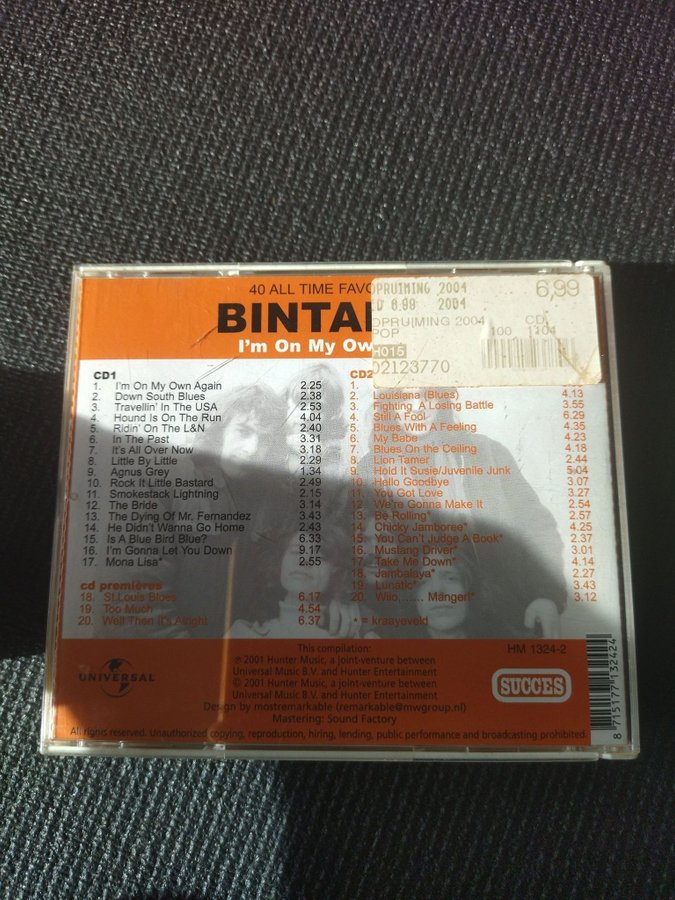 40 ALL TIME FAVO
BINTA
I'm On My Ow
OPRUIMING 2004
6,99
2004
OPRUIMING 2004
CD
POP
100 1104
H015
02123770
CD1
1. I'm On My Own Again 2.25
2. Down South Blues 2.38
3. Travellin' In The USA 2.53
4. Hound Is On The Run 4.04
5. Ridin' On The L&N 2.40
6. In The Past 3.31
7. It's All Over Now 3.18
8. Little By Little 2.29
9. Agnus Grey 1.34
10. Rock It Little Bastard 2.49
11. Smokestack Lightning 2.15
12. The Bride 3.14
13. The Dying Of Mr. Fernandez 3.43
14. He Didn't Wanna Go Home 2.43
15. Is A Blue Bird Blue? 6.33
16. I'm Gonna Let You Down 9.17
17. Mona Lisa* 2.55
cd premières
18. St.Louis Blues 6.17
19. Too Much 4.54
20. Well Then It's Alright 6.37
CD2
1.
2. Louisiana (Blues) 4.13
3. Fighting A Losing Battle 3.55
4. Still A Fool 6.29
5. Blues With A Feeling 4.35
6. My Babe 4.23
7. Blues On the Ceiling 4.18
8. Lion Tamer 2.44
9. Hold It Susie/Juvenile Junk 5.04
10. Hello Goodbye 3.07
11. You Got Love 3.27
12. We're Gonna Make It 2.54
13. Be Rolling* 2.57
14. Chicky Jamboree* 4.25
15. You Can't Judge A Book* 2.37
16. Mustang Driver* 3.01
17. Take Me Down* 4.14
18. Jambalaya* 2.27
19. Lunatic* 3.43
20. Wiio,...... Mänger!* 3.12
* = kraayeveld
UNIVERSAL
This compilation:
℗ 2001 Hunter Music, a joint-venture between
Universal Music B.V. and Hunter Entertainment
© 2001 Hunter Music, a joint-venture between
Universal Music B.V. and Hunter Entertainment
Design by mostremarkable (remarkable@mwgroup.nl)
Mastering: Sound Factory
HM 1324-2
SUCCES
8 715177 132424
All rights reserved. Unauthorized copying, reproduction, hiring, lending, public performance and broadcasting prohibited.